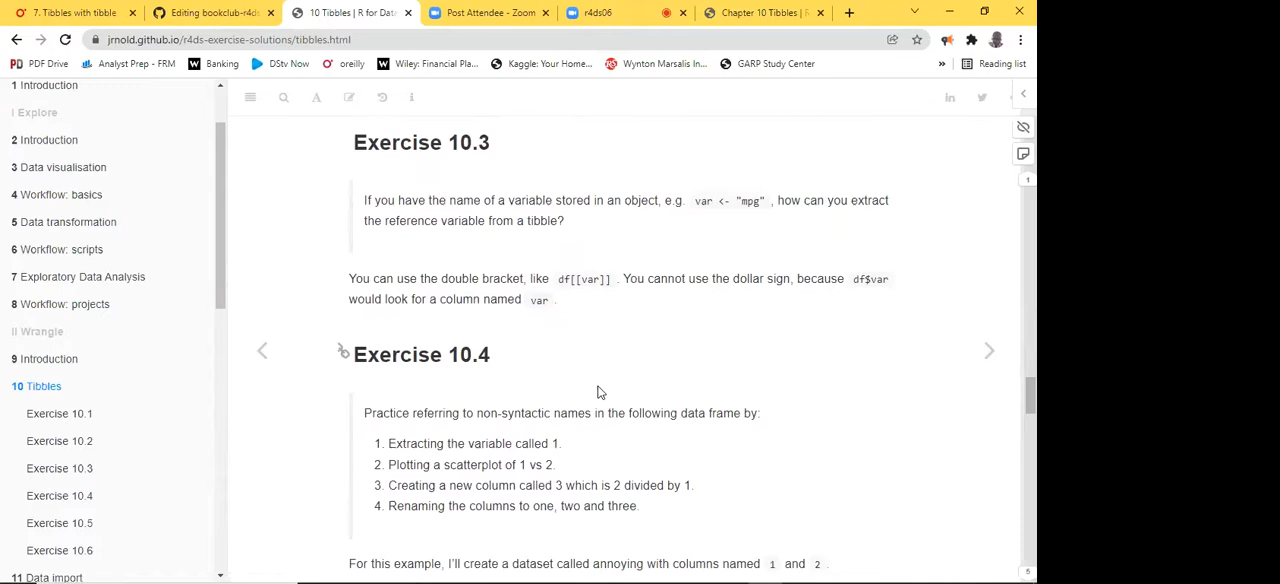 7. Tibbles with tibble
Editing bookclub-r4ds
10 Tibbles | R for Data
Post Attendee - Zoom
r4ds06
Chapter 10 Tibbles | R
jrnold.github.io/r4ds-exercise-solutions/tibbles.html
PDF Drive
Analyst Prep - FRM
Banking
DStv Now
oreilly
Wiley: Financial Pla...
Kaggle: Your Home...
Wynton Marsalis In...
GARP Study Center
»
Reading list
1 Introduction
I Explore
2 Introduction
3 Data visualisation
4 Workflow: basics
5 Data transformation
6 Workflow: scripts
7 Exploratory Data Analysis
8 Workflow: projects
II Wrangle
9 Introduction
10 Tibbles
Exercise 10.1
Exercise 10.2
Exercise 10.3
Exercise 10.4
Exercise 10.5
Exercise 10.6
11 Data import
Exercise 10.3
If you have the name of a variable stored in an object, e.g. var <- "mpg" , how can you extract
the reference variable from a tibble?
You can use the double bracket, like df[[var]] . You cannot use the dollar sign, because df$var
would look for a column named var .
Exercise 10.4
Practice referring to non-syntactic names in the following data frame by:
1. Extracting the variable called 1.
2. Plotting a scatterplot of 1 vs 2.
3. Creating a new column called 3 which is 2 divided by 1.
4. Renaming the columns to one, two and three.
For this example, I'll create a dataset called annoying with columns named 1 and 2 .
1
5